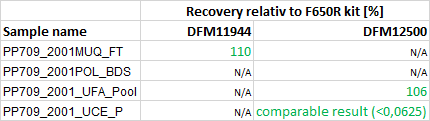 Recovery relativ to F650R kit [%]
Sample name DFM11944 DFM12500
PP709_2001MUQ_FT 110 N/A
PP709_2001POL_BDS N/A N/A
PP709_2001_UFA_Pool N/A 106
PP709_2001_UCE_P N/A comparable result (<0,0625)